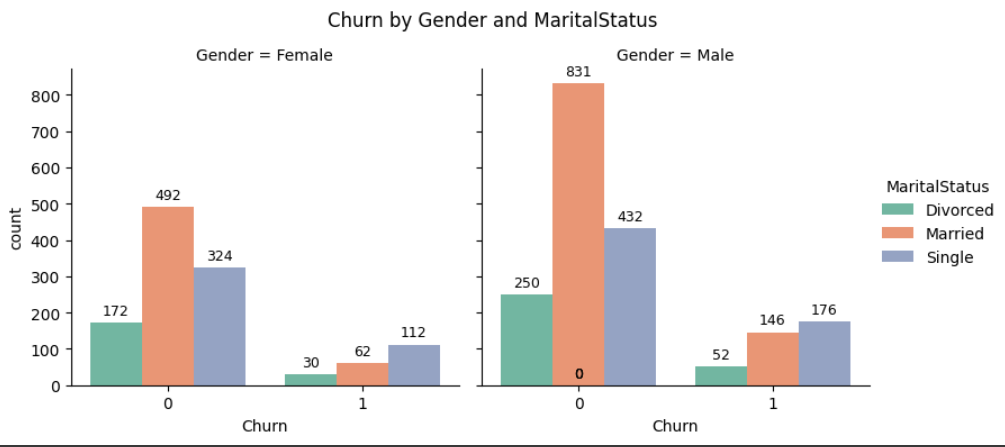 Churn by Gender and MaritalStatus
Gender = Female
Gender = Male
count
0
100
200
300
400
500
600
700
800
172
492
324
30
62
112
0
1
Churn
250
831
432
0
52
146
176
0
1
Churn
MaritalStatus
Divorced
Married
Single